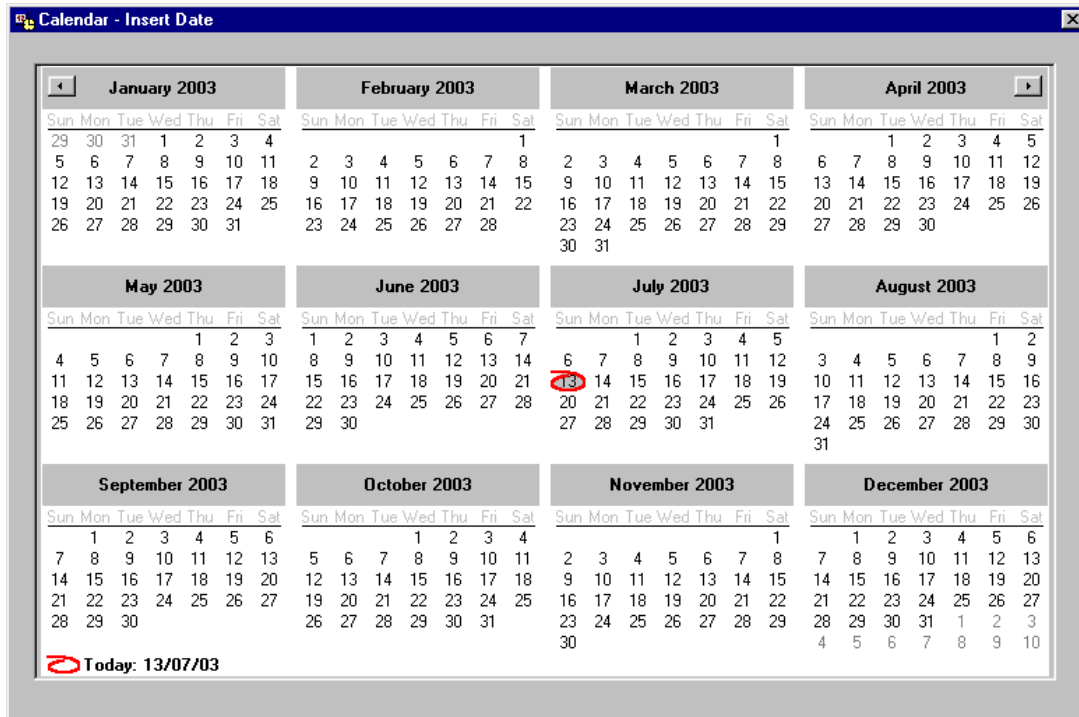 Calendar - Insert Date
January 2003
Sun Mon Tue Wed Thu Fri Sat
29 30 31 1 2 3 4
5 6 7 8 9 10 11
12 13 14 15 16 17 18
19 20 21 22 23 24 25
26 27 28 29 30 31
February 2003
Sun Mon Tue Wed Thu Fri Sat
1
2 3 4 5 6 7 8
9 10 11 12 13 14 15
16 17 18 19 20 21 22
23 24 25 26 27 28
March 2003
Sun Mon Tue Wed Thu Fri Sat
1
2 3 4 5 6 7 8
9 10 11 12 13 14 15
16 17 18 19 20 21 22
23 24 25 26 27 28 29
30 31
April 2003
Sun Mon Tue Wed Thu Fri Sat
1 2 3 4 5
6 7 8 9 10 11 12
13 14 15 16 17 18 19
20 21 22 23 24 25 26
27 28 29 30
May 2003
Sun Mon Tue Wed Thu Fri Sat
1 2 3
4 5 6 7 8 9 10
11 12 13 14 15 16 17
18 19 20 21 22 23 24
25 26 27 28 29 30 31
June 2003
Sun Mon Tue Wed Thu Fri Sat
1 2 3 4 5 6 7
8 9 10 11 12 13 14
15 16 17 18 19 20 21
22 23 24 25 26 27 28
29 30
July 2003
Sun Mon Tue Wed Thu Fri Sat
1 2 3 4 5
6 7 8 9 10 11 12
13 14 15 16 17 18 19
20 21 22 23 24 25 26
27 28 29 30 31
August 2003
Sun Mon Tue Wed Thu Fri Sat
1 2
3 4 5 6 7 8 9
10 11 12 13 14 15 16
17 18 19 20 21 22 23
24 25 26 27 28 29 30
31
September 2003
Sun Mon Tue Wed Thu Fri Sat
1 2 3 4 5 6
7 8 9 10 11 12 13
14 15 16 17 18 19 20
21 22 23 24 25 26 27
28 29 30
October 2003
Sun Mon Tue Wed Thu Fri Sat
1 2 3 4
5 6 7 8 9 10 11
12 13 14 15 16 17 18
19 20 21 22 23 24 25
26 27 28 29 30 31
November 2003
Sun Mon Tue Wed Thu Fri Sat
1
2 3 4 5 6 7 8
9 10 11 12 13 14 15
16 17 18 19 20 21 22
23 24 25 26 27 28 29
30
December 2003
Sun Mon Tue Wed Thu Fri Sat
1 2 3 4 5 6
7 8 9 10 11 12 13
14 15 16 17 18 19 20
21 22 23 24 25 26 27
28 29 30 31 1 2 3
4 5 6 7 8 9 10
Today: 13/07/03